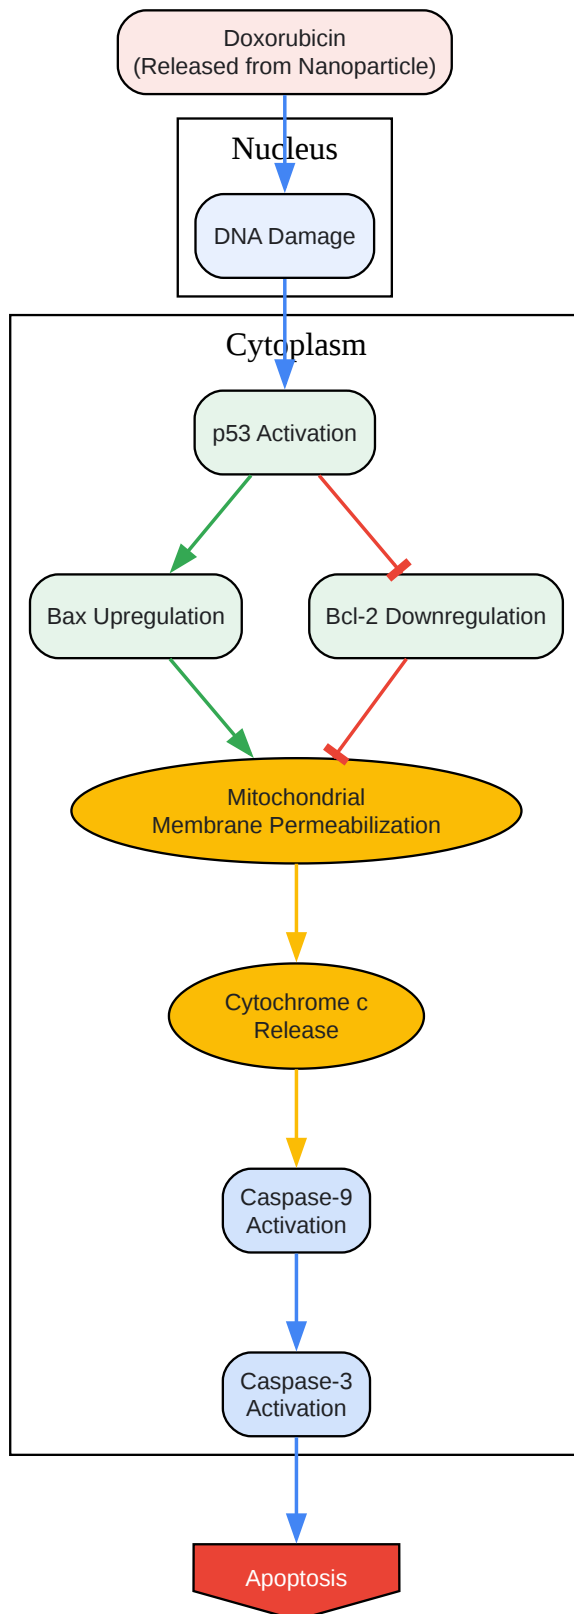 Doxorubicin
(Released from Nanoparticle)
Nucleus
DNA Damage
Cytoplasm
p53 Activation
Bax Upregulation
Bcl-2 Downregulation
Mitochondrial
Membrane Permeabilization
Cytochrome c
Release
Caspase-9
Activation
Caspase-3
Activation
Apoptosis